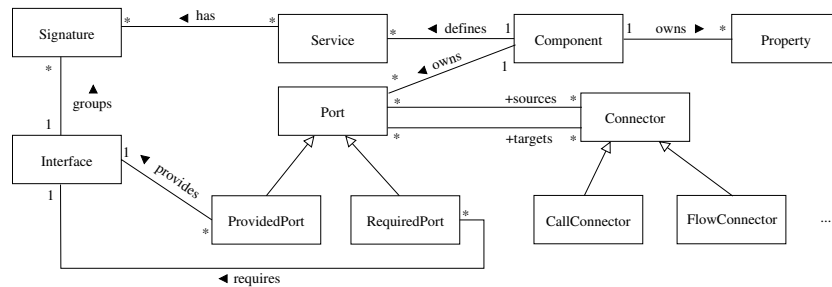 Signature
*
◄ has
*
Service
*
◄ defines
1
Component
1
owns ►
*
Property
*
◄ groups
1
*
◄ owns
1
Port
*
+sources
*
*
+targets
*
Connector
Interface
1
1
◄ provides
*
ProvidedPort
RequiredPort
*
CallConnector
FlowConnector
...
◄ requires